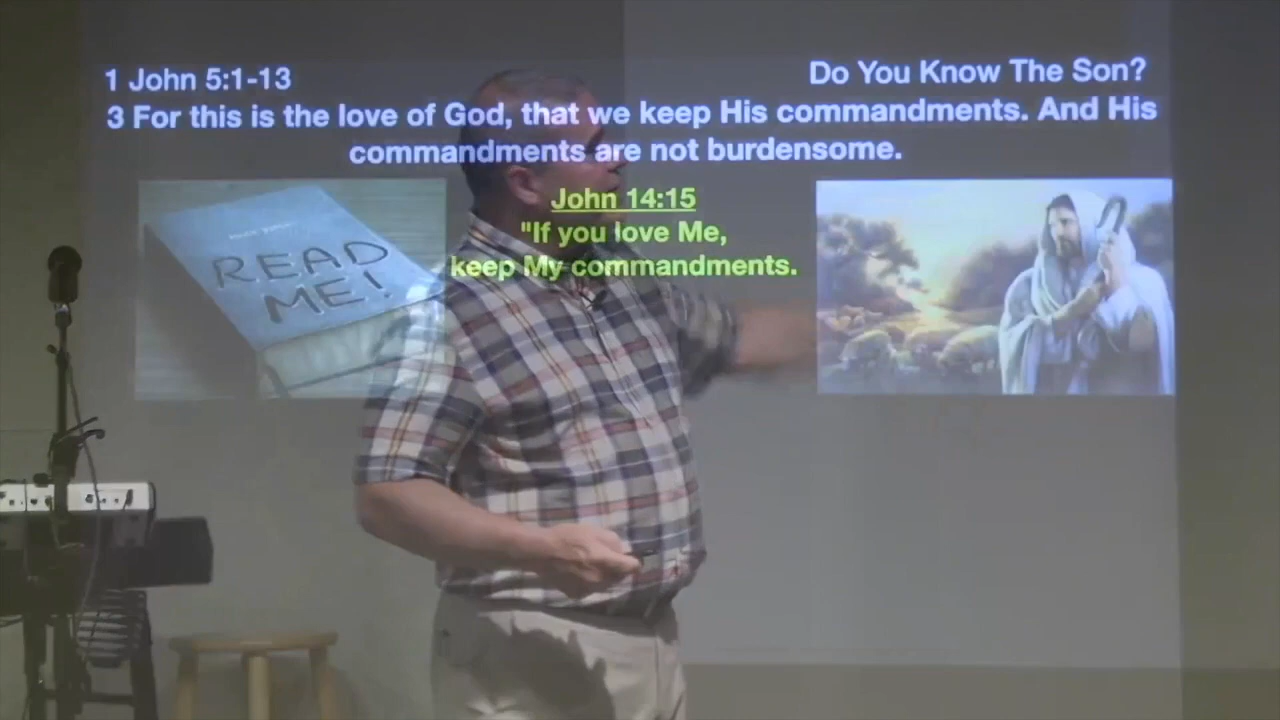 1 John 5:1-13
Do You Know The Son?
3 For this is the love of God, that we keep His commandments. And His
commandments are not burdensome.
John 14:15
"If you love Me,
keep My commandments.
READ
ME!